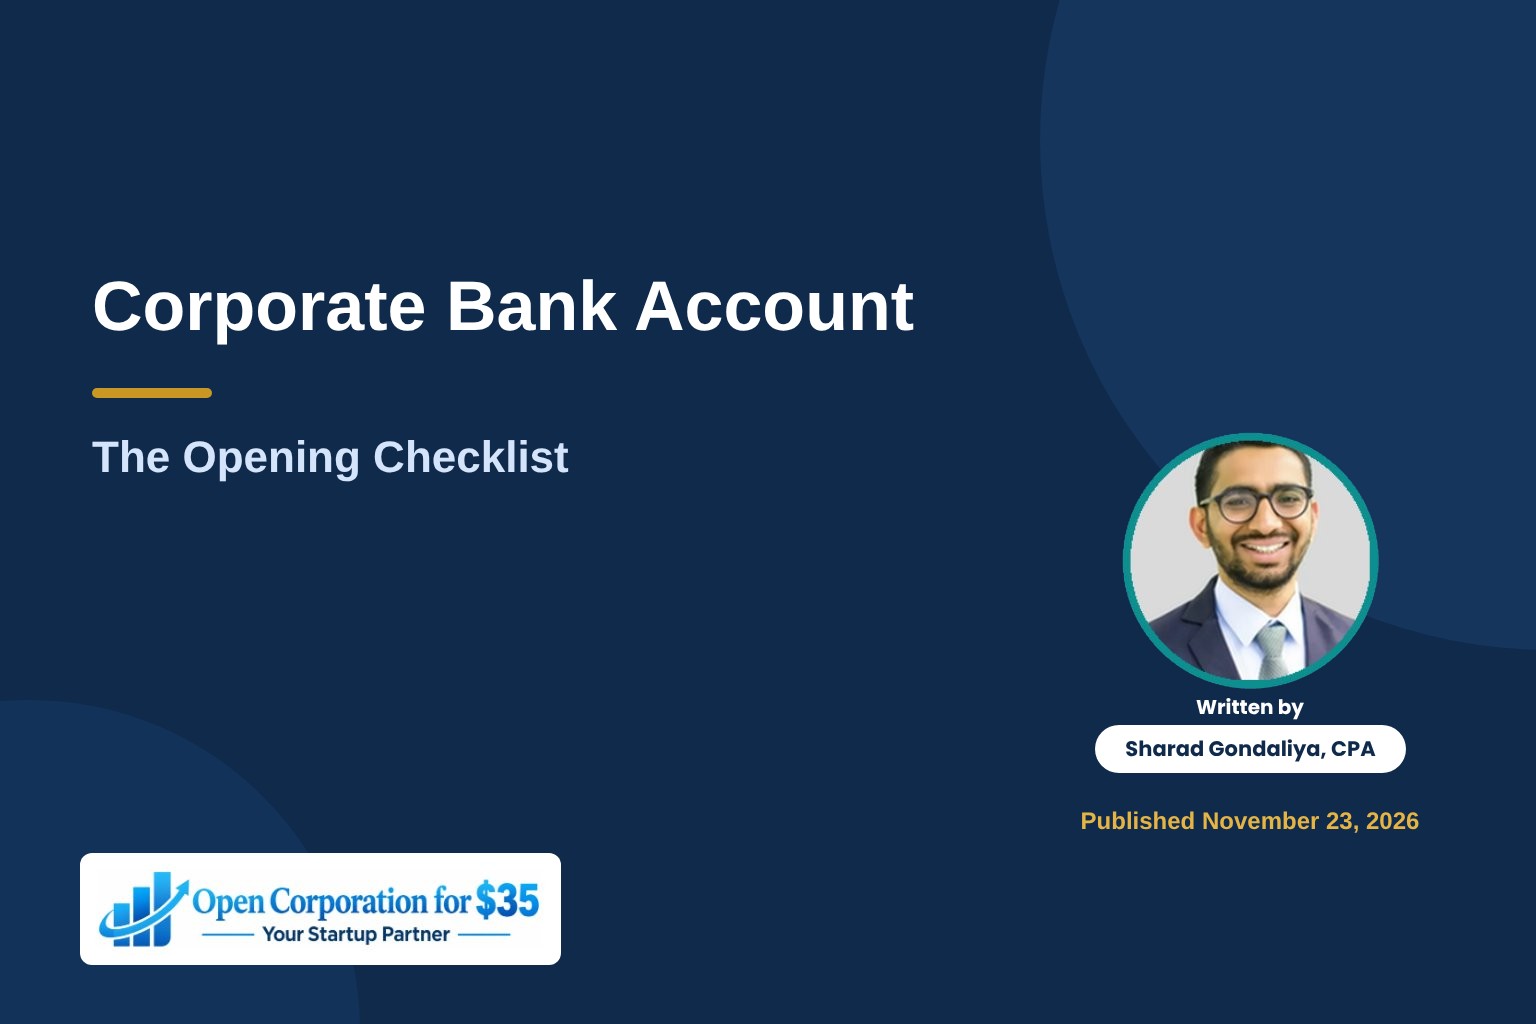 Corporate Bank Account
The Opening Checklist
Written by
Sharad Gondaliya, CPA
Published November 23, 2026
Open Corporation for $35
Your Startup Partner